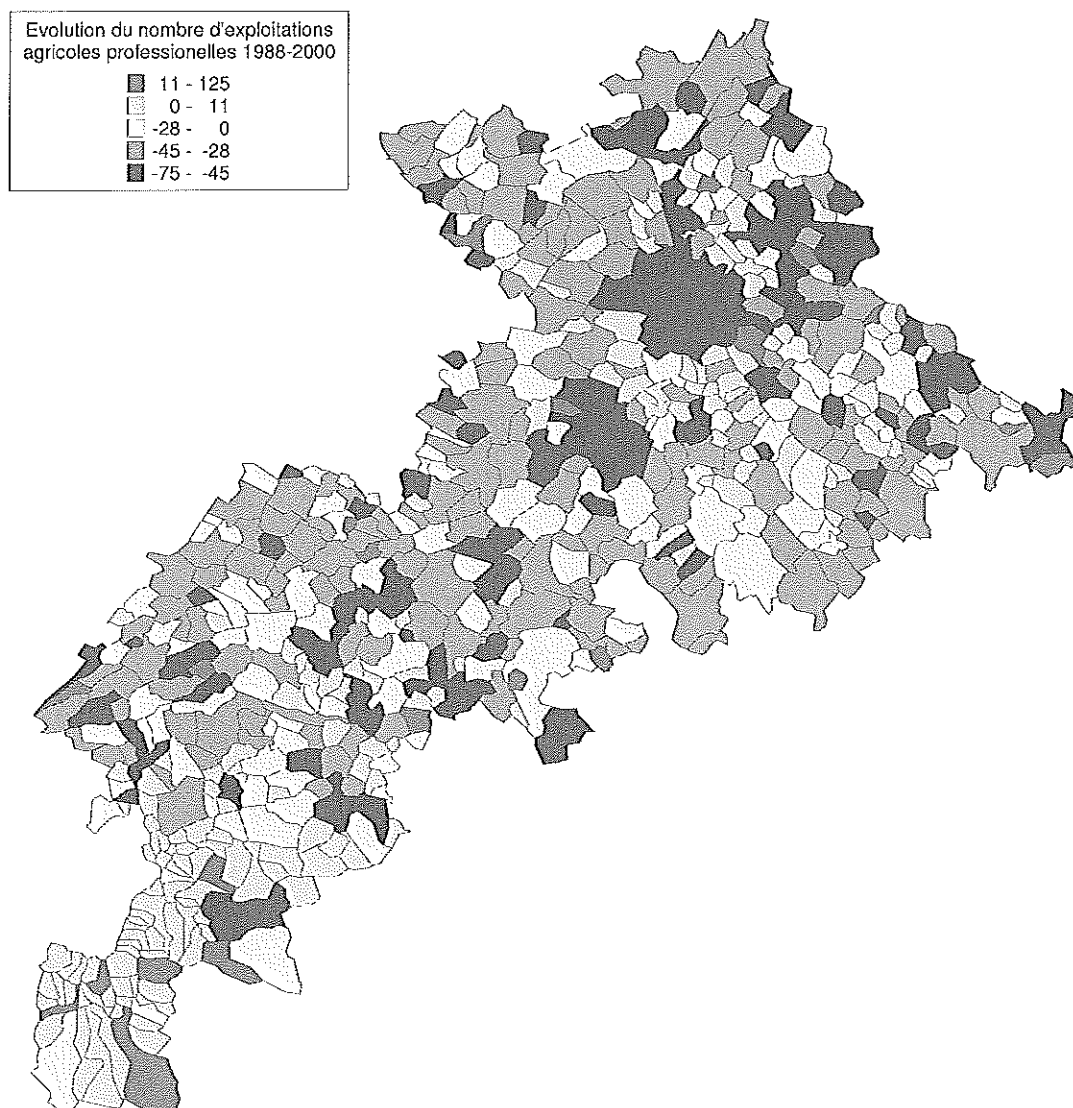 Evolution du nombre d'exploitations
agricoles professionelles 1988-2000
11 - 125
0 - 11
-28 - 0
-45 - -28
-75 - -45